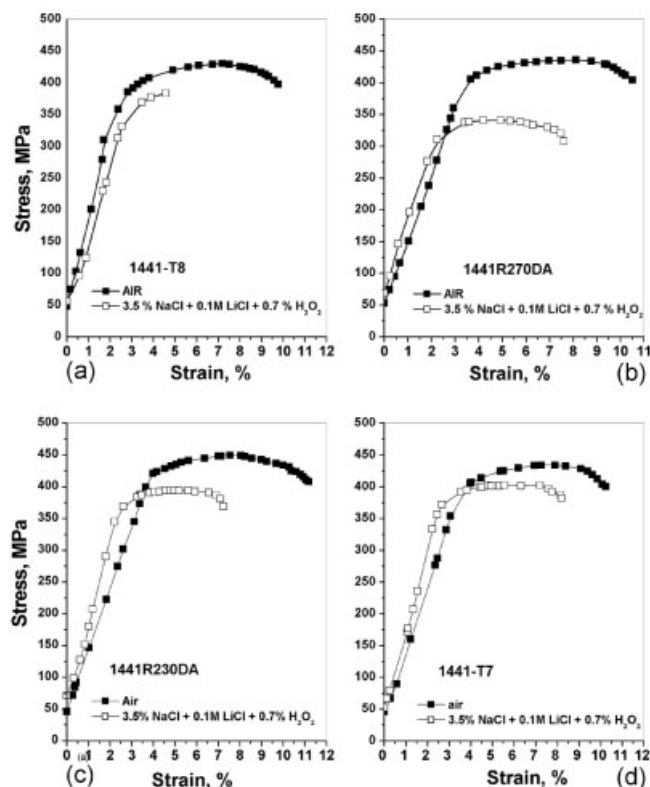 500
450
400
350
300
250
200
150
100
50
0
Stress, MPa
1441-T8
AIR
3.5 % NaCl + 0.1M LiCl + 0.7 % H₂O₂
0 1 2 3 4 5 6 7 8 9 10 11 12
(a) Strain, %
500
450
400
350
300
250
200
150
100
50
0
1441R270DA
AIR
3.5 % NaCl + 0.1M LiCl + 0.7 % H₂O₂
0 1 2 3 4 5 6 7 8 9 10 11
Strain, % (b)
500
450
400
350
300
250
200
150
100
50
0
Stress, MPa
1441R230DA
Air
3.5% NaCl + 0.1M LiCl + 0.7% H₂O₂
0 1 2 3 4 5 6 7 8 9 10 11 12
(a)
(c) Strain, %
500
450
400
350
300
250
200
150
100
50
0
1441-T7
air
3.5% NaCl + 0.1M LiCl + 0.7% H₂O₂
0 1 2 3 4 5 6 7 8 9 10 11 12
Strain, % (d)